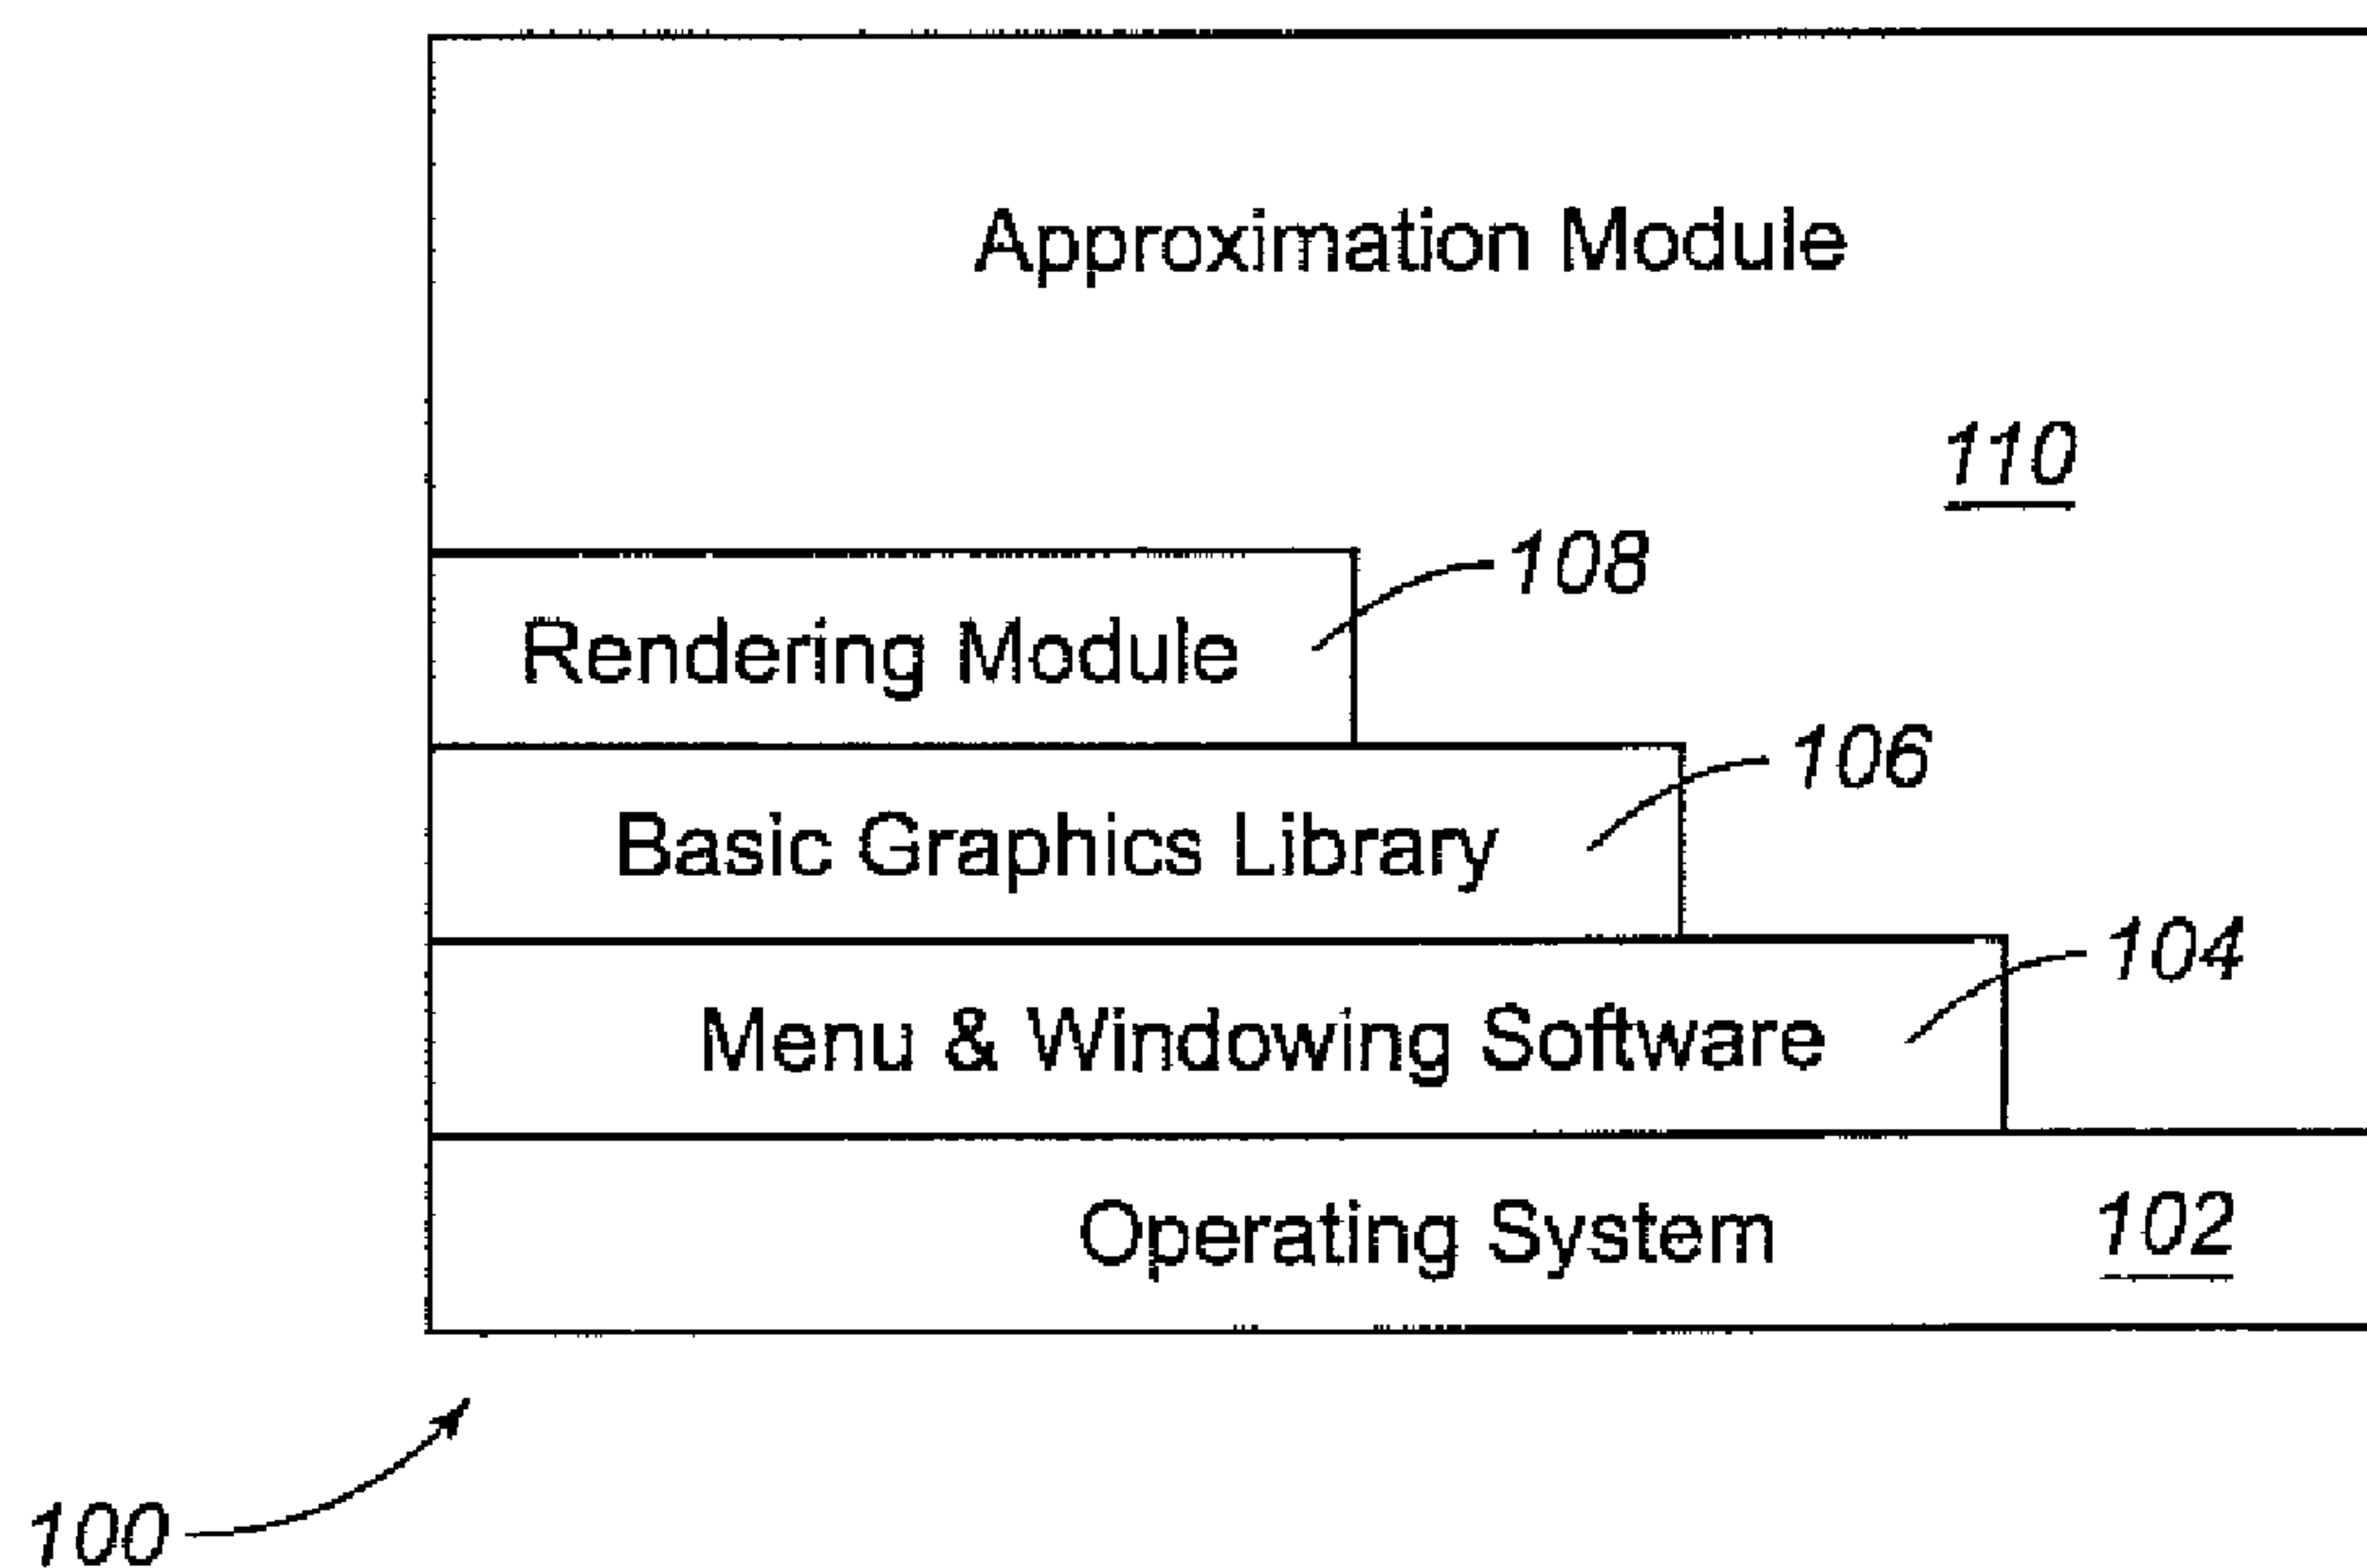 Approximation Module
110
108
Rendering Module
106
Basic Graphics Library
104
Menu & Windowing Software
Operating System 102
100